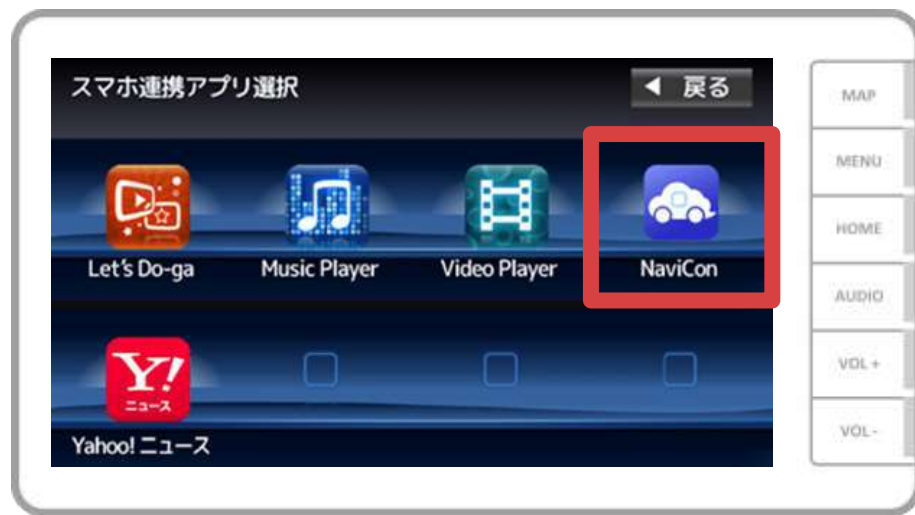 スマホ連携アプリ選択
◀ 戻る
Let's Do-ga
Music Player
Video Player
NaviCon
Y!
ニュース
Yahoo! ニュース
MAP
MENU
HOME
AUDIO
VOL +
VOL -